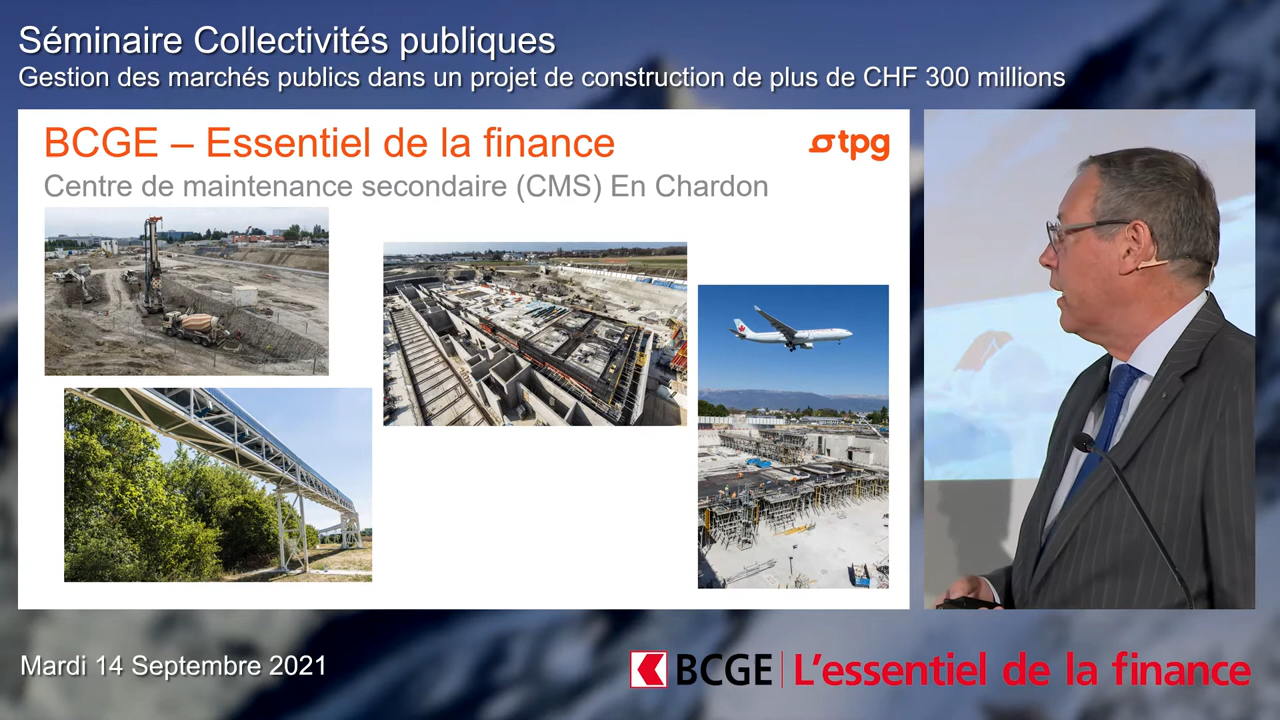 Séminaire Collectivités publiques
Gestion des marchés publics dans un projet de construction de plus de CHF 300 millions
BCGE – Essentiel de la finance
tpg
Centre de maintenance secondaire (CMS) En Chardon
Mardi 14 Septembre 2021
BCGE L'essentiel de la finance